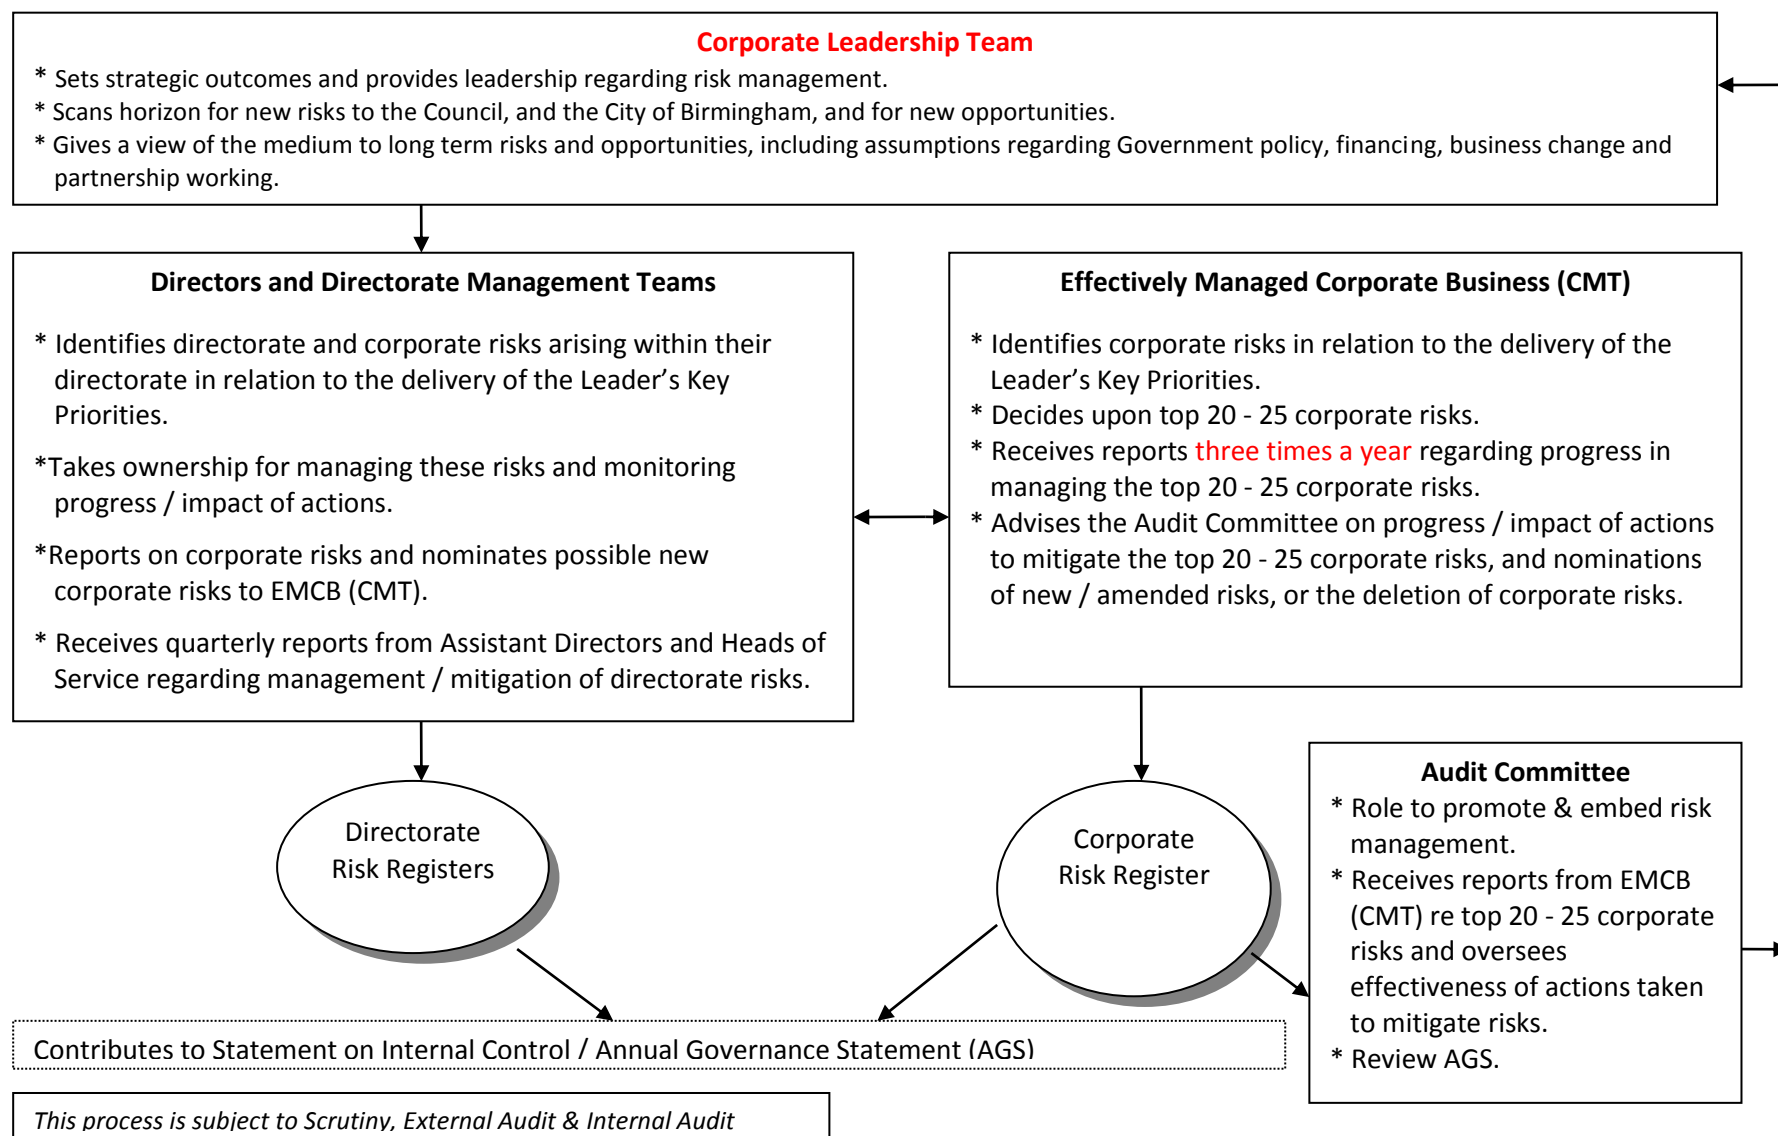 Corporate Leadership Team
* Sets strategic outcomes and provides leadership regarding risk management.
* Scans horizon for new risks to the Council, and the City of Birmingham, and for new opportunities.
* Gives a view of the medium to long term risks and opportunities, including assumptions regarding Government policy, financing, business change and
partnership working.
Directors and Directorate Management Teams
* Identifies directorate and corporate risks arising within their
directorate in relation to the delivery of the Leader’s Key
Priorities.
*Takes ownership for managing these risks and monitoring
progress / impact of actions.
*Reports on corporate risks and nominates possible new
corporate risks to EMCB (CMT).
* Receives quarterly reports from Assistant Directors and Heads of
Service regarding management / mitigation of directorate risks.
Effectively Managed Corporate Business (CMT)
* Identifies corporate risks in relation to the delivery of the
Leader’s Key Priorities.
* Decides upon top 20 - 25 corporate risks.
* Receives reports three times a year regarding progress in
managing the top 20 - 25 corporate risks.
* Advises the Audit Committee on progress / impact of actions
to mitigate the top 20 - 25 corporate risks, and nominations
of new / amended risks, or the deletion of corporate risks.
Directorate
Risk Registers
Corporate
Risk Register
Audit Committee
* Role to promote & embed risk
management.
* Receives reports from EMCB
(CMT) re top 20 - 25 corporate
risks and oversees
effectiveness of actions taken
to mitigate risks.
* Review AGS.
Contributes to Statement on Internal Control / Annual Governance Statement (AGS)
This process is subject to Scrutiny, External Audit & Internal Audit